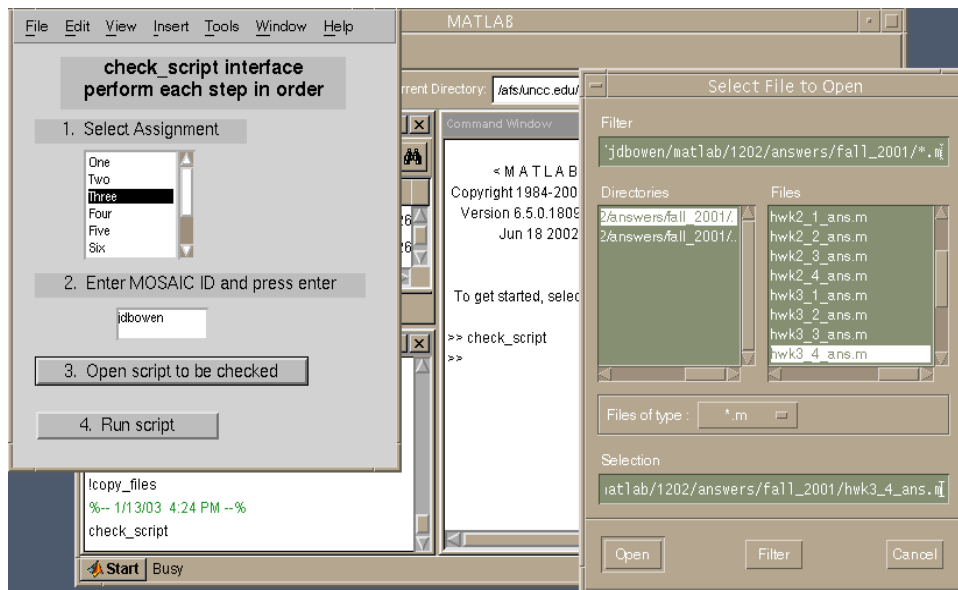 File Edit View Insert Tools Window Help
check_script interface
perform each step in order
1. Select Assignment
One
Two
Three
Four
Five
Six
2. Enter MOSAIC ID and press enter
jdbowen
3. Open script to be checked
4. Run script
MATLAB
rrent Directory: /afs/uncc.edu/
Command Window
< M A T L A B
Copyright 1984-200
Version 6.5.0.1809
Jun 18 2002
To get started, selec
>> check_script
>>
26
26
!copy_files
%-- 1/13/03 4:24 PM --%
check_script
Start Busy
Select File to Open
Filter
jdbowen/matlab/1202/answers/fall_2001/*.m
Directories
2/answers/fall_2001/.
2/answers/fall_2001/..
Files
hwk2_1_ans.m
hwk2_2_ans.m
hwk2_3_ans.m
hwk2_4_ans.m
hwk3_1_ans.m
hwk3_2_ans.m
hwk3_3_ans.m
hwk3_4_ans.m
Files of type : *.m
Selection
atlab/1202/answers/fall_2001/hwk3_4_ans.m
Open Filter Cancel